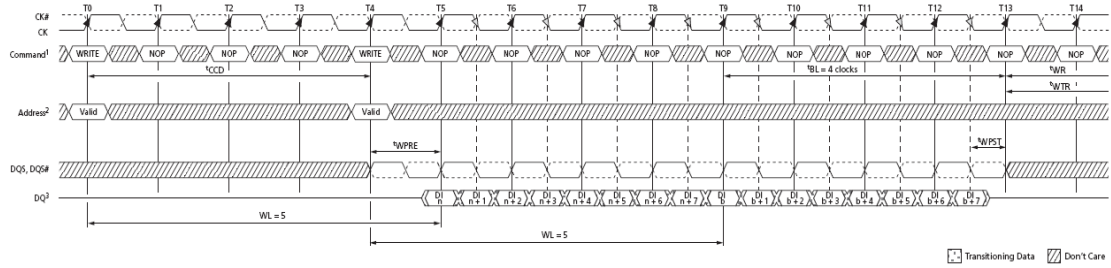 T0 T1 T2 T3 T4 T5 T6 T7 T8 T9 T10 T11 T12 T13 T14
CK#
CK
Command1 WRITE NOP NOP NOP WRITE NOP NOP NOP NOP NOP NOP NOP NOP NOP NOP
tCCD tBL = 4 clocks tWR
tWTR
Address2 Valid Valid
tWPRE tWPST
DQS, DQS#
DQ3 DI n DI n + 1 DI n + 2 DI n + 3 DI n + 4 DI n + 5 DI n + 6 DI n + 7 DI b DI b + 1 DI b + 2 DI b + 3 DI b + 4 DI b + 5 DI b + 6 DI b + 7
WL = 5
WL = 5
Transitioning Data Don't Care